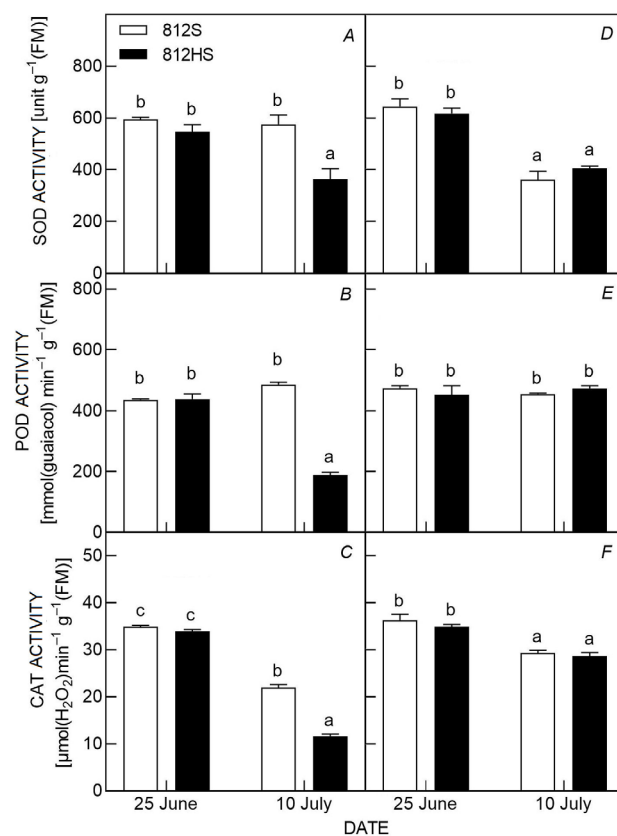 812S
812HS
A
D
SOD ACTIVITY [unit g⁻¹(FM)]
800
600
400
200
0
b
b
b
a
b
b
a
a
B
E
POD ACTIVITY
[mmol(guaiacol) min⁻¹ g⁻¹(FM)]
800
600
400
200
0
b
b
b
a
b
b
b
b
C
F
CAT ACTIVITY
[µmol(H₂O₂)min⁻¹ g⁻¹(FM)]
50
40
30
20
10
0
c
c
b
a
b
b
a
a
25 June
10 July
25 June
10 July
DATE